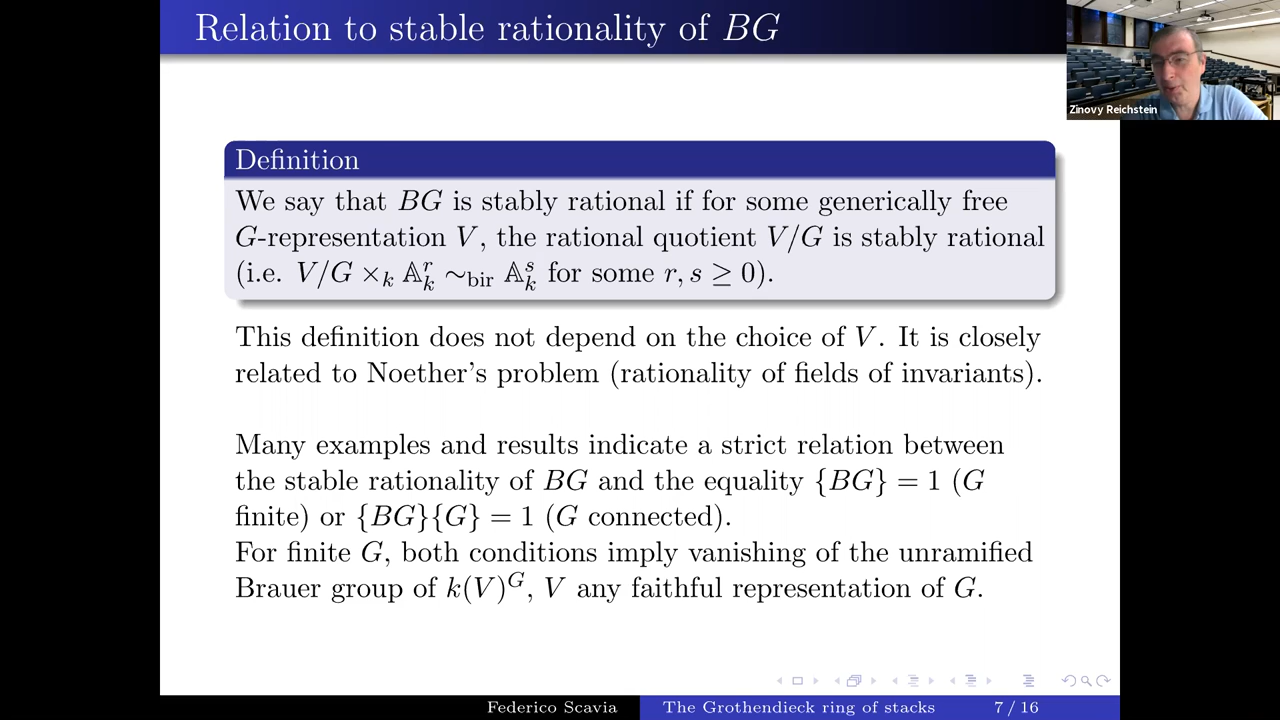 Relation to stable rationality of BG
Zinovy Reichstein
Definition
We say that BG is stably rational if for some generically free
G-representation V, the rational quotient V/G is stably rational
(i.e. V/G ×ₖ 𝔸ₖʳ ∼bir 𝔸ₖˢ for some r, s ≥ 0).
This definition does not depend on the choice of V. It is closely
related to Noether's problem (rationality of fields of invariants).
Many examples and results indicate a strict relation between
the stable rationality of BG and the equality {BG} = 1 (G
finite) or {BG}{G} = 1 (G connected).
For finite G, both conditions imply vanishing of the unramified
Brauer group of k(V)ᴳ, V any faithful representation of G.
Federico Scavia The Grothendieck ring of stacks 7 / 16